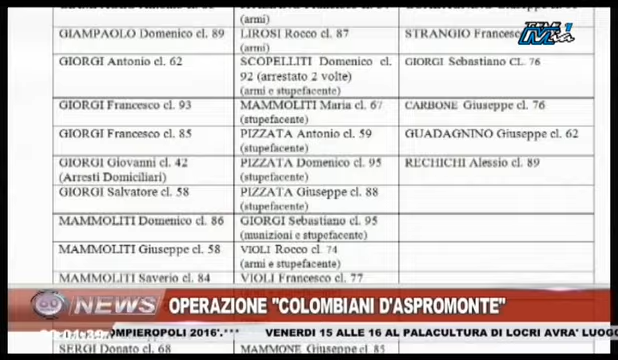 (armi)
GIAMPAOLO Domenico cl. 89
LIROSI Rocco cl. 87
(armi)
STRANGIO Francesco
TELE Mia
GIORGI Antonio cl. 62
SCOPELLITI Domenico cl.
92 (arrestato 2 volte)
(armi e stupefacente)
GIORGI Sebastiano CL. 76
GIORGI Francesco cl. 93
MAMMOLITI Maria cl. 67
(stupefacente)
CARBONE Giuseppe cl. 76
GIORGI Francesco cl. 85
PIZZATA Antonio cl. 59
(stupefacente)
GUADAGNINO Giuseppe cl. 62
GIORGI Giovanni cl. 42
(Arresti Domiciliari)
PIZZATA Domenico cl. 95
(stupefacente)
RECHICHI Alessio cl. 89
GIORGI Salvatore cl. 58
PIZZATA Giuseppe cl. 88
(stupefacente)
MAMMOLITI Domenico cl. 86
GIORGI Sebastiano cl. 95
(munizioni e stupefacente)
MAMMOLITI Giuseppe cl. 58
VIOLI Rocco cl. 74
(armi e stupefacente)
MAMMOLITI Saverio cl. 84
VIOLI Francesco cl. 77
NEWS OPERAZIONE "COLOMBIANI D'ASPROMONTE"
OMPIEROPOLI 2016'.*** VENERDI 15 ALLE 16 AL PALACULTURA DI LOCRI AVRA' LUOGO
SERGI Donato cl. 68
MAMMONE Giuseppe cl. 85